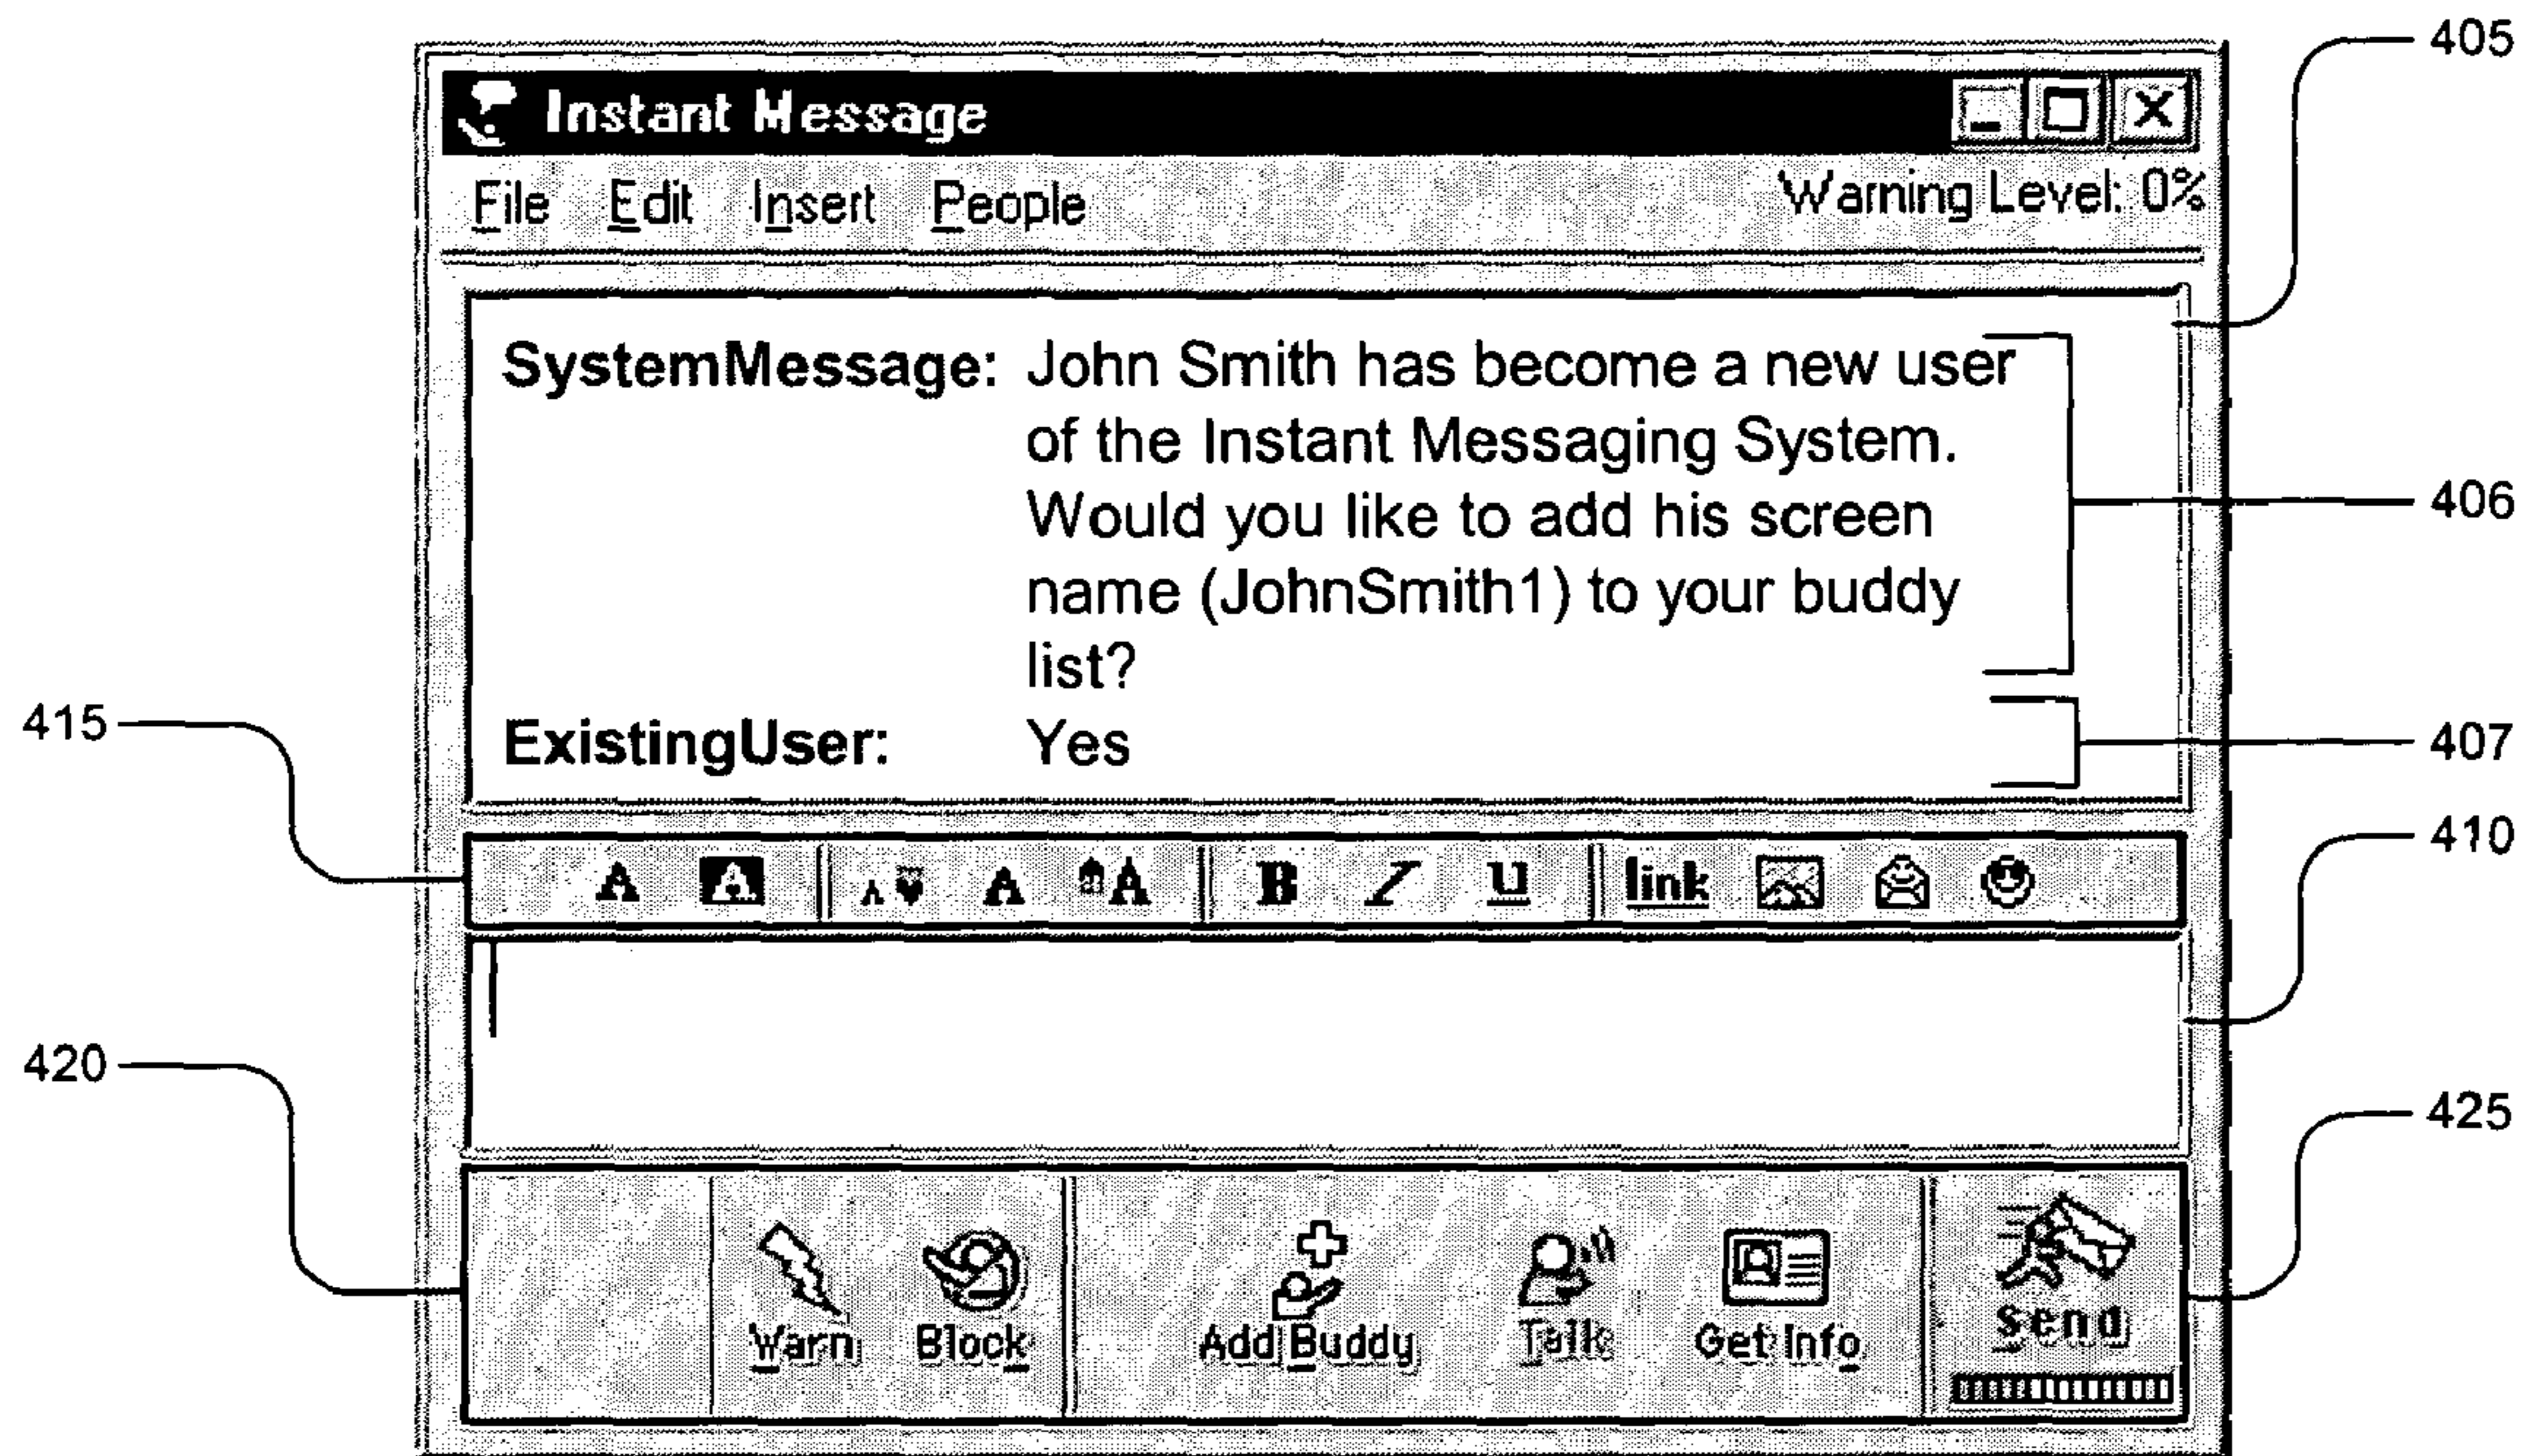 405
Instant Message
File Edit Insert People Warning Level: 0%
SystemMessage: John Smith has become a new user
of the Instant Messaging System.
406
Would you like to add his screen
name (JohnSmith1) to your buddy
list?
415
ExistingUser: Yes
407
410
A A A A A B I U link
420
425
Warn Block Add Buddy Talk Get Info Send